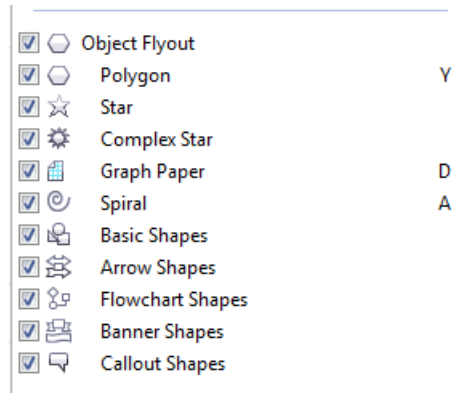 Object Flyout
Polygon Y
Star
Complex Star
Graph Paper D
Spiral A
Basic Shapes
Arrow Shapes
Flowchart Shapes
Banner Shapes
Callout Shapes